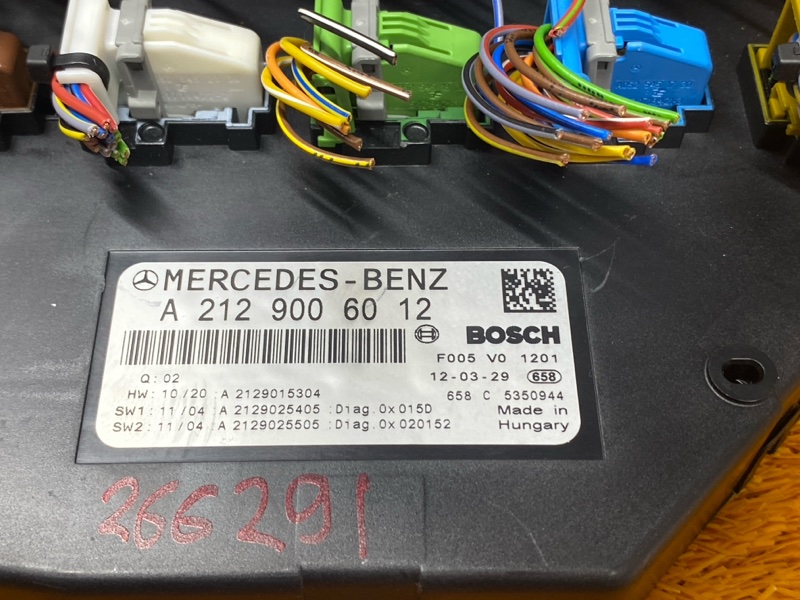 MERCEDES-BENZ
A 212 900 60 12
BOSCH
F005 V0 1201
Q: 02
12-03-29 658
HW: 10/20 :A 2129015304
658 C 5350944
SW1: 11/04 :A 2129025405 :Diag.0x015D
Made in
SW2: 11/04 :A 2129025505 :Diag.0x020152
Hungary
266291